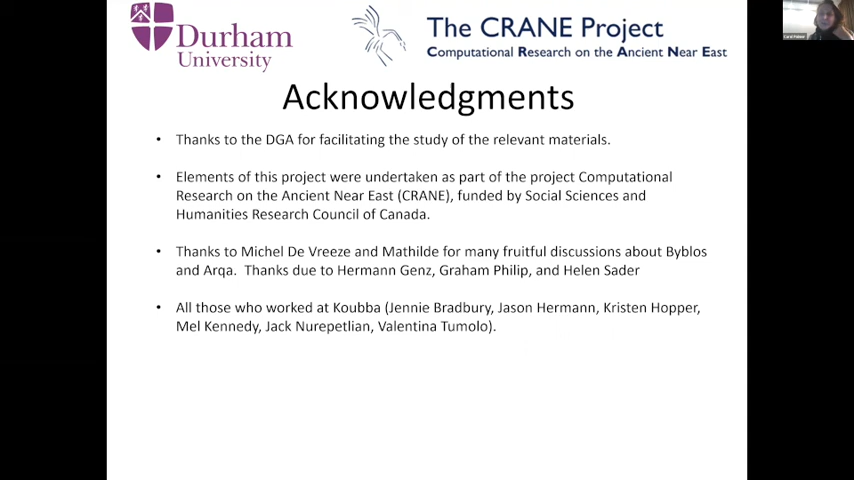 Durham
University
The CRANE Project
Computational Research on the Ancient Near East
Acknowledgments
• Thanks to the DGA for facilitating the study of the relevant materials.
• Elements of this project were undertaken as part of the project Computational
Research on the Ancient Near East (CRANE), funded by Social Sciences and
Humanities Research Council of Canada.
• Thanks to Michel De Vreeze and Mathilde for many fruitful discussions about Byblos
and Arqa.  Thanks due to Hermann Genz, Graham Philip, and Helen Sader
• All those who worked at Koubba (Jennie Bradbury, Jason Hermann, Kristen Hopper,
Mel Kennedy, Jack Nurepetlian, Valentina Tumolo).